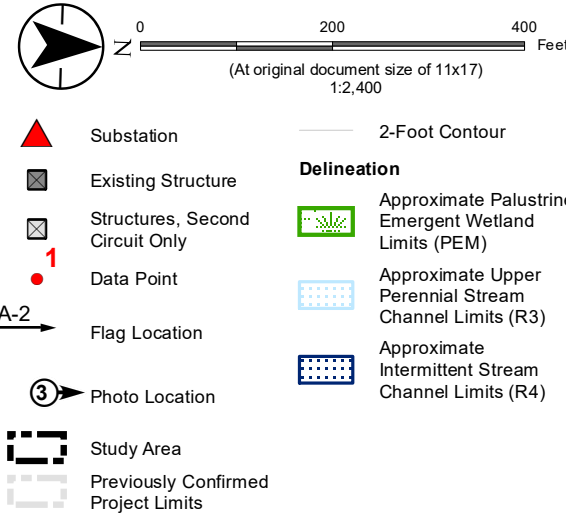 0 200 400
N Feet
(At original document size of 11x17)
1:2,400
Substation
Existing Structure
Structures, Second
Circuit Only
1
Data Point
A-2
Flag Location
3
Photo Location
Study Area
Previously Confirmed
Project Limits
2-Foot Contour
Delineation
Approximate Palustrine
Emergent Wetland
Limits (PEM)
Approximate Upper
Perennial Stream
Channel Limits (R3)
Approximate
Intermittent Stream
Channel Limits (R4)